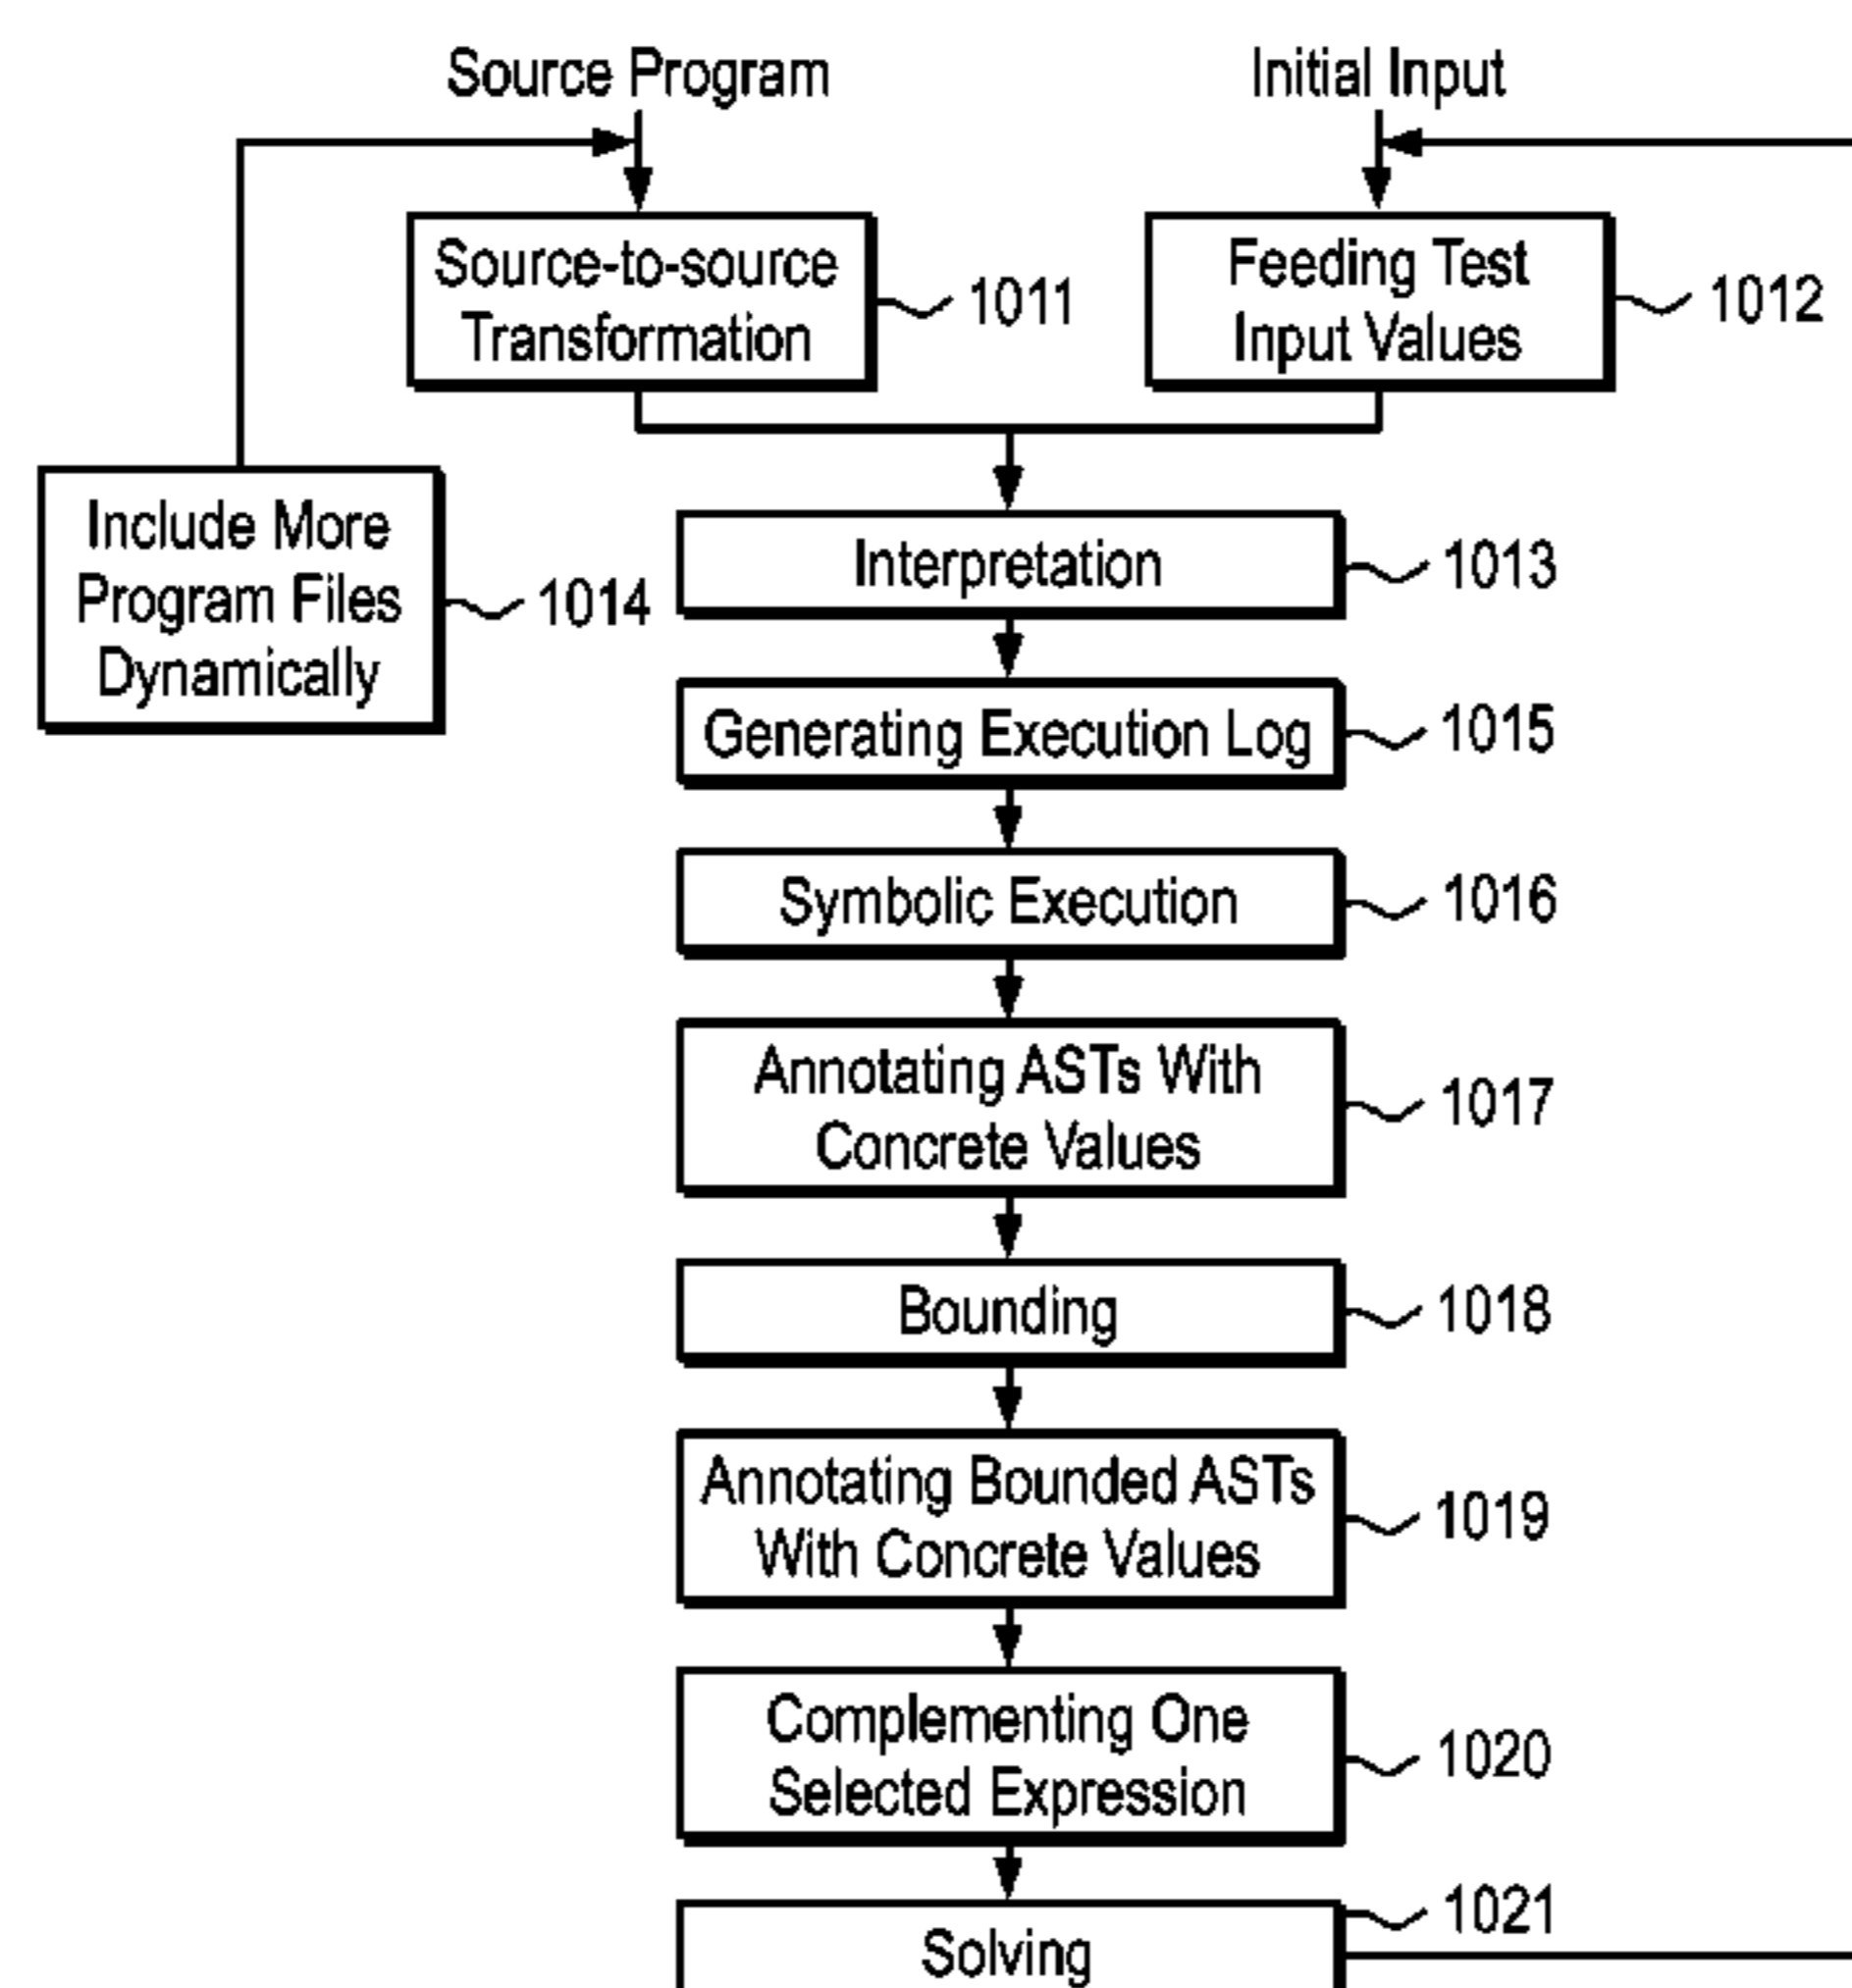 Source Program
Initial Input
Source-to-source
Transformation
1011
Feeding Test
Input Values
1012
Include More
Program Files
Dynamically
1014
Interpretation
1013
Generating Execution Log
1015
Symbolic Execution
1016
Annotating ASTs With
Concrete Values
1017
Bounding
1018
Annotating Bounded ASTs
With Concrete Values
1019
Complementing One
Selected Expression
1020
Solving
1021